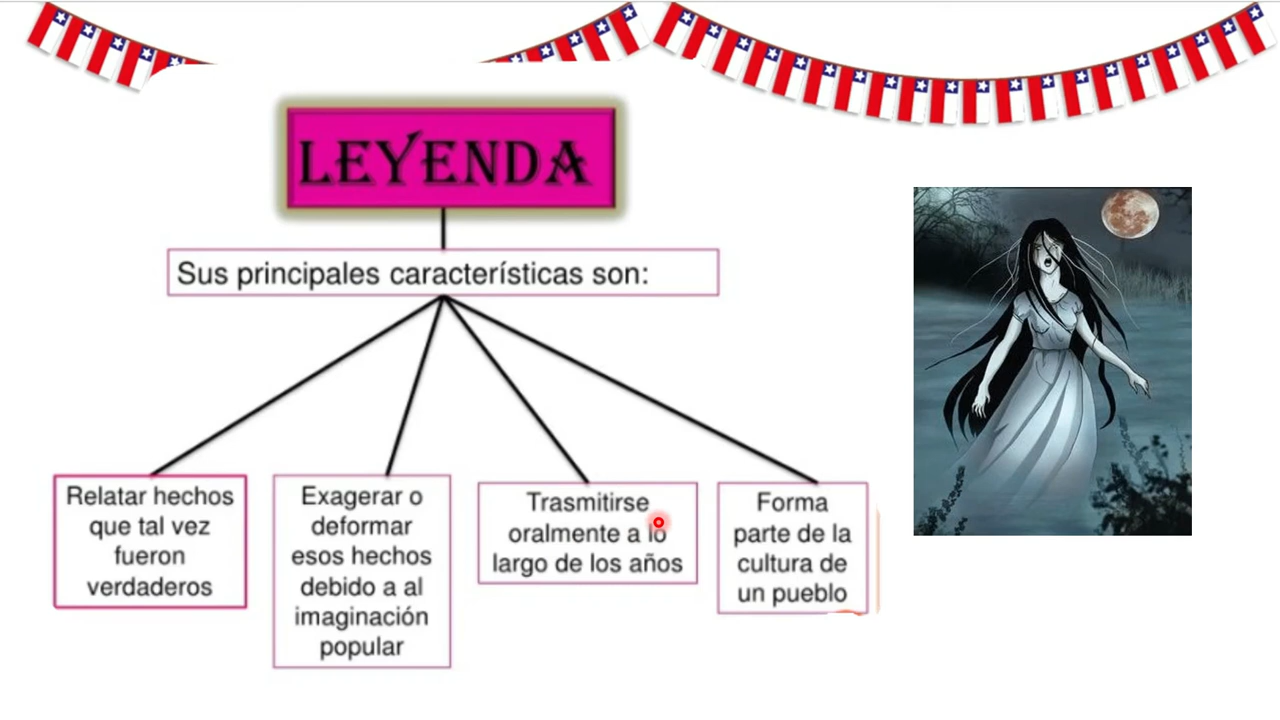 LEYENDA
Sus principales características son:
Relatar hechos
que tal vez
fueron
verdaderos
Exagerar o
deformar
esos hechos
debido a al
imaginación
popular
Trasmitirse
oralmente a lo
largo de los años
Forma
parte de la
cultura de
un pueblo